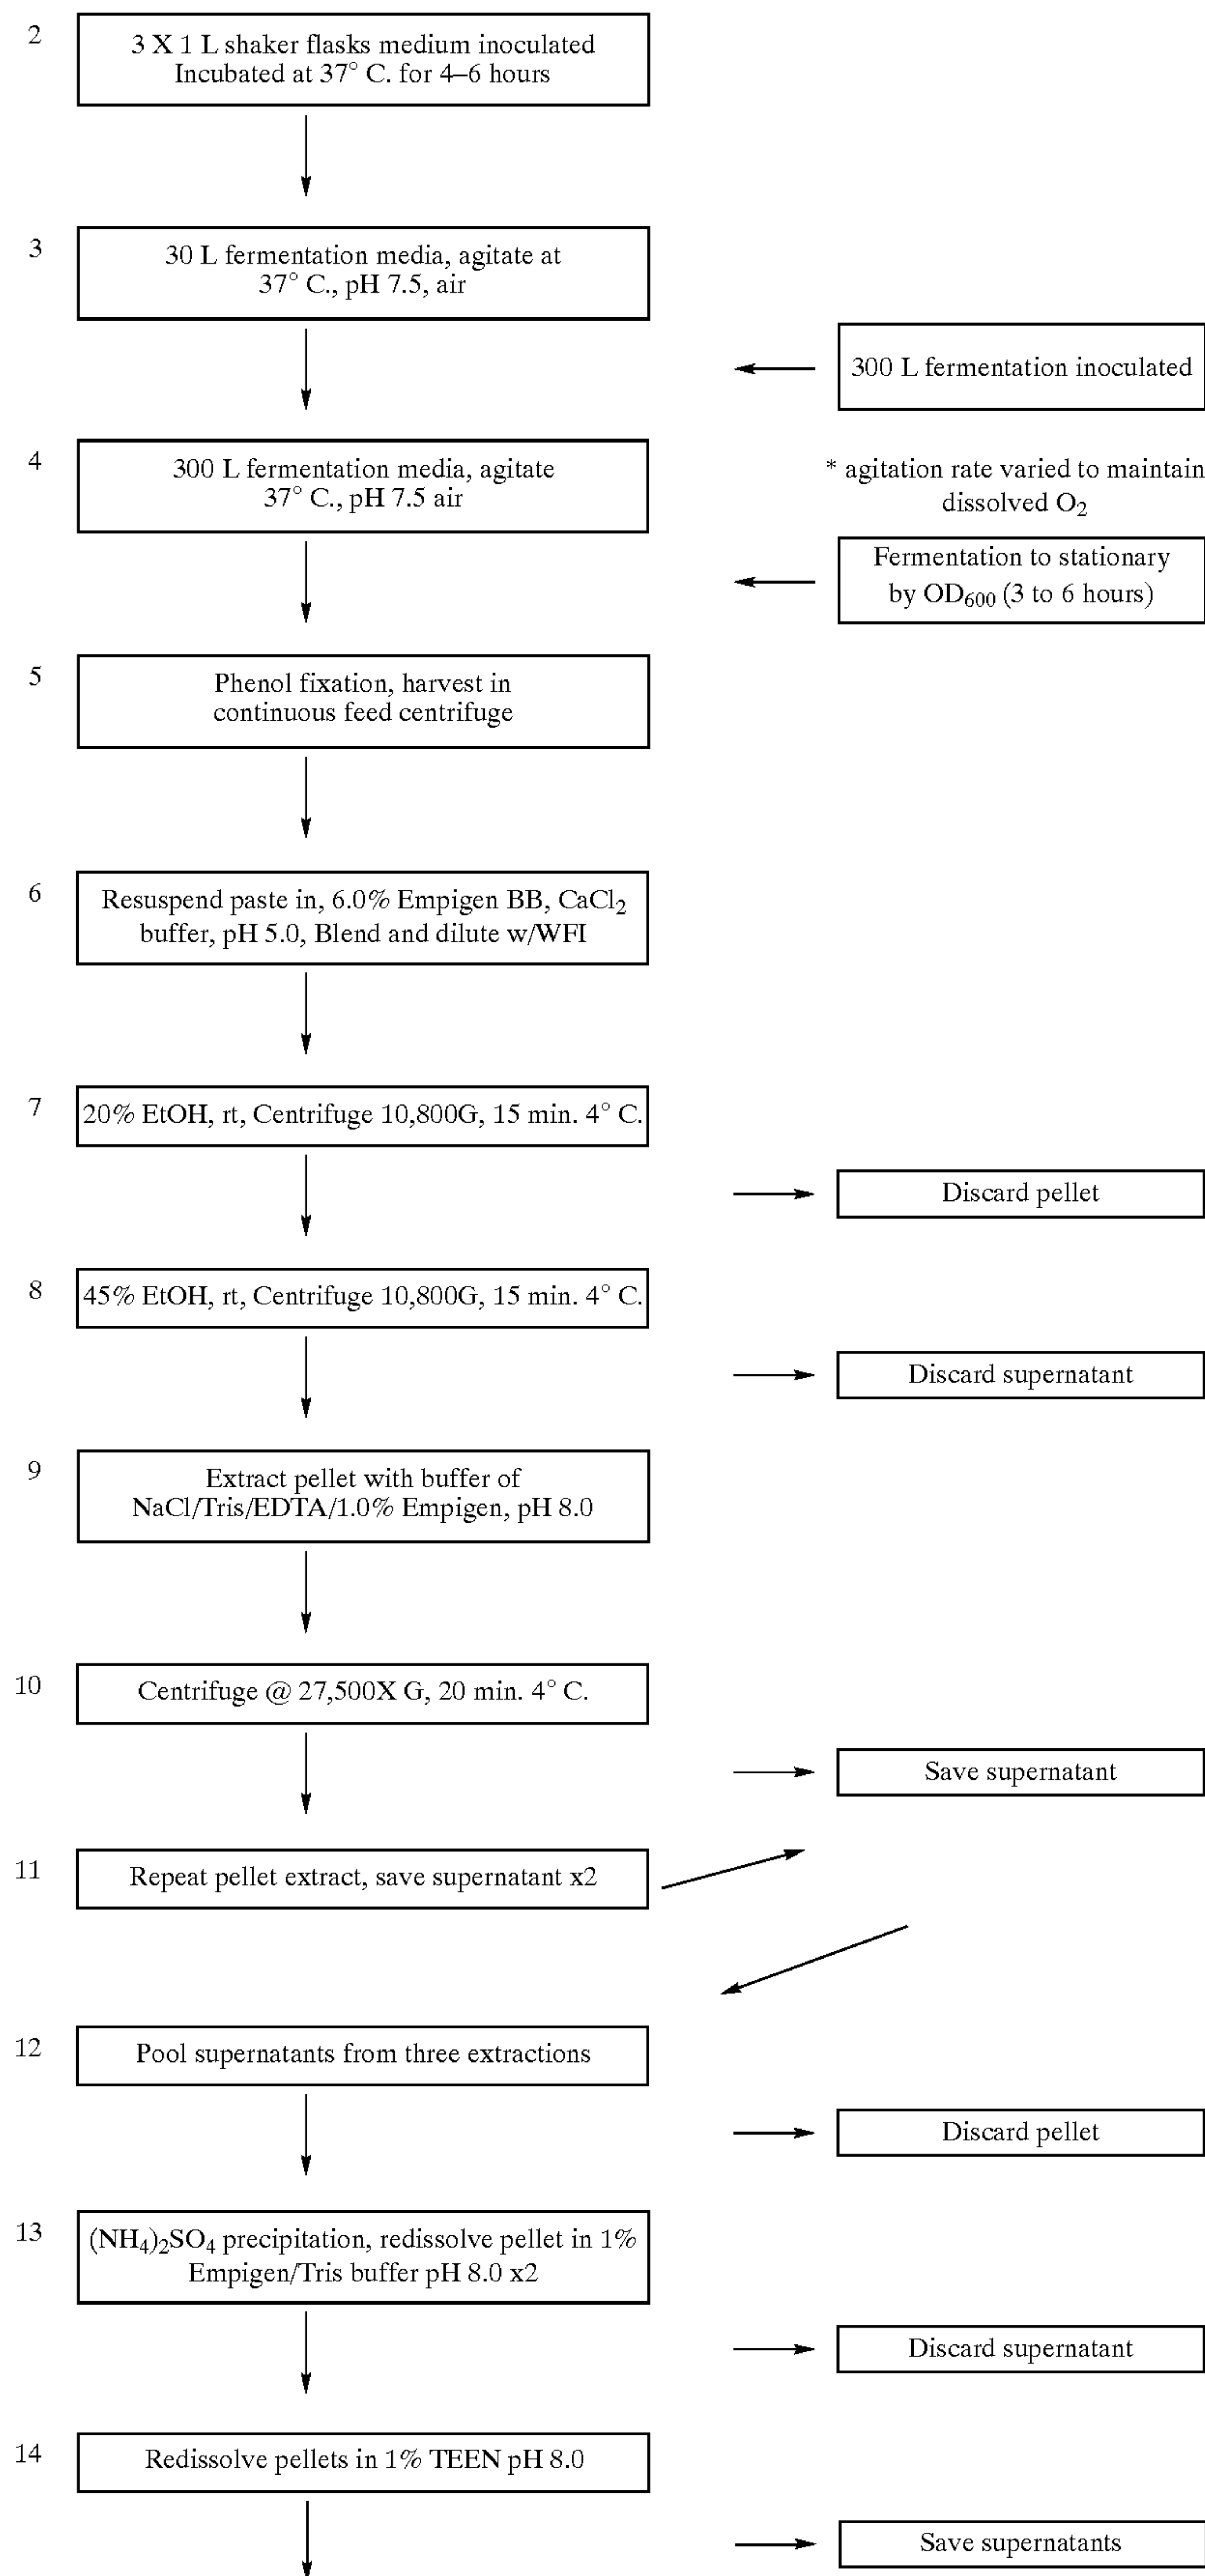 2
3 X 1 L shaker flasks medium inoculated
Incubated at 37° C. for 4–6 hours
3
30 L fermentation media, agitate at
37° C., pH 7.5, air
300 L fermentation inoculated
4
300 L fermentation media, agitate
37° C., pH 7.5 air
* agitation rate varied to maintain
dissolved O₂
Fermentation to stationary
by OD₆₀₀ (3 to 6 hours)
5
Phenol fixation, harvest in
continuous feed centrifuge
6
Resuspend paste in, 6.0% Empigen BB, CaCl₂
buffer, pH 5.0, Blend and dilute w/WFI
7
20% EtOH, rt, Centrifuge 10,800G, 15 min. 4° C.
Discard pellet
8
45% EtOH, rt, Centrifuge 10,800G, 15 min. 4° C.
Discard supernatant
9
Extract pellet with buffer of
NaCl/Tris/EDTA/1.0% Empigen, pH 8.0
10
Centrifuge @ 27,500X G, 20 min. 4° C.
Save supernatant
11
Repeat pellet extract, save supernatant x2
12
Pool supernatants from three extractions
Discard pellet
13
(NH₄)₂SO₄ precipitation, redissolve pellet in 1%
Empigen/Tris buffer pH 8.0 x2
Discard supernatant
14
Redissolve pellets in 1% TEEN pH 8.0
Save supernatants